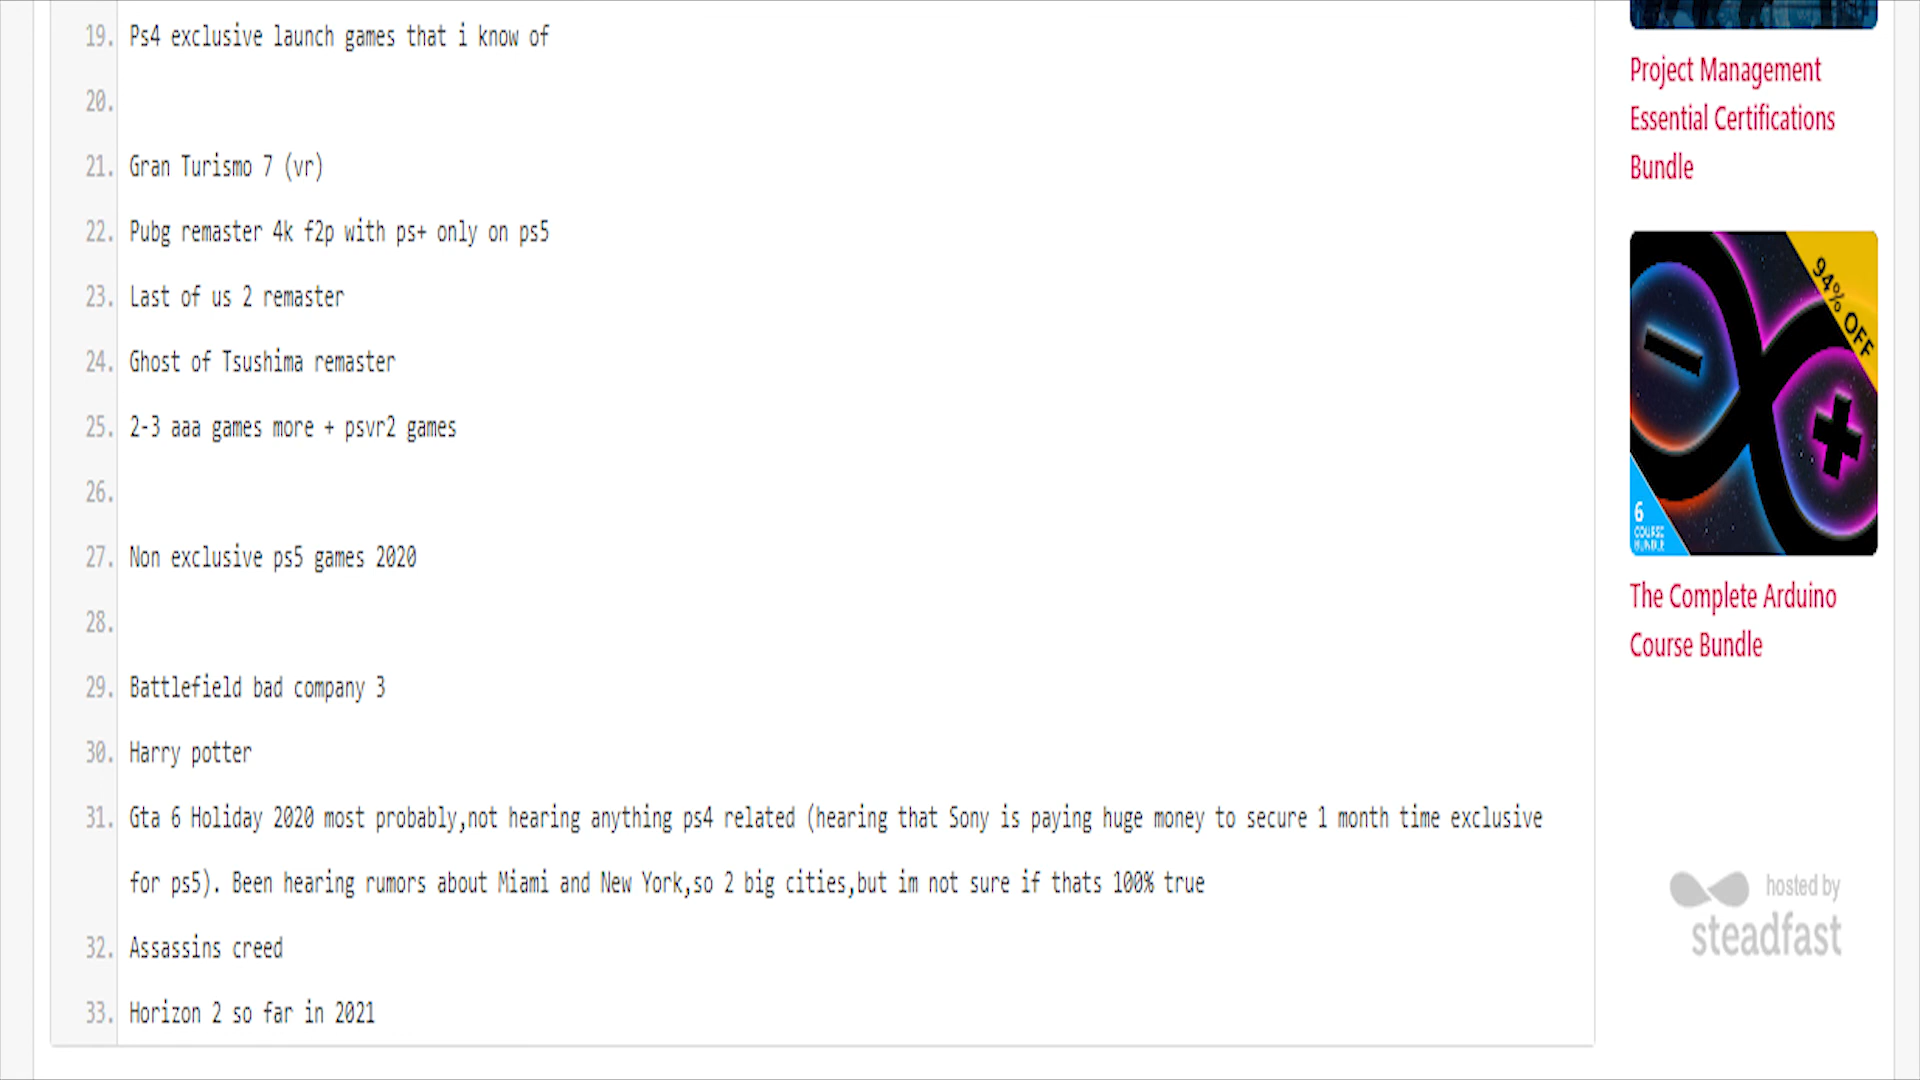 19. Ps4 exclusive launch games that i know of
20.
21. Gran Turismo 7 (vr)
22. Pubg remaster 4k f2p with ps+ only on ps5
23. Last of us 2 remaster
24. Ghost of Tsushima remaster
25. 2-3 aaa games more + psvr2 games
26.
27. Non exclusive ps5 games 2020
28.
29. Battlefield bad company 3
30. Harry potter
31. Gta 6 Holiday 2020 most probably,not hearing anything ps4 related (hearing that Sony is paying huge money to secure 1 month time exclusive
for ps5). Been hearing rumors about Miami and New York,so 2 big cities,but im not sure if thats 100% true
32. Assassins creed
33. Horizon 2 so far in 2021
Project Management
Essential Certifications
Bundle
94% OFF
6
COURSE
BUNDLE
The Complete Arduino
Course Bundle
hosted by
steadfast